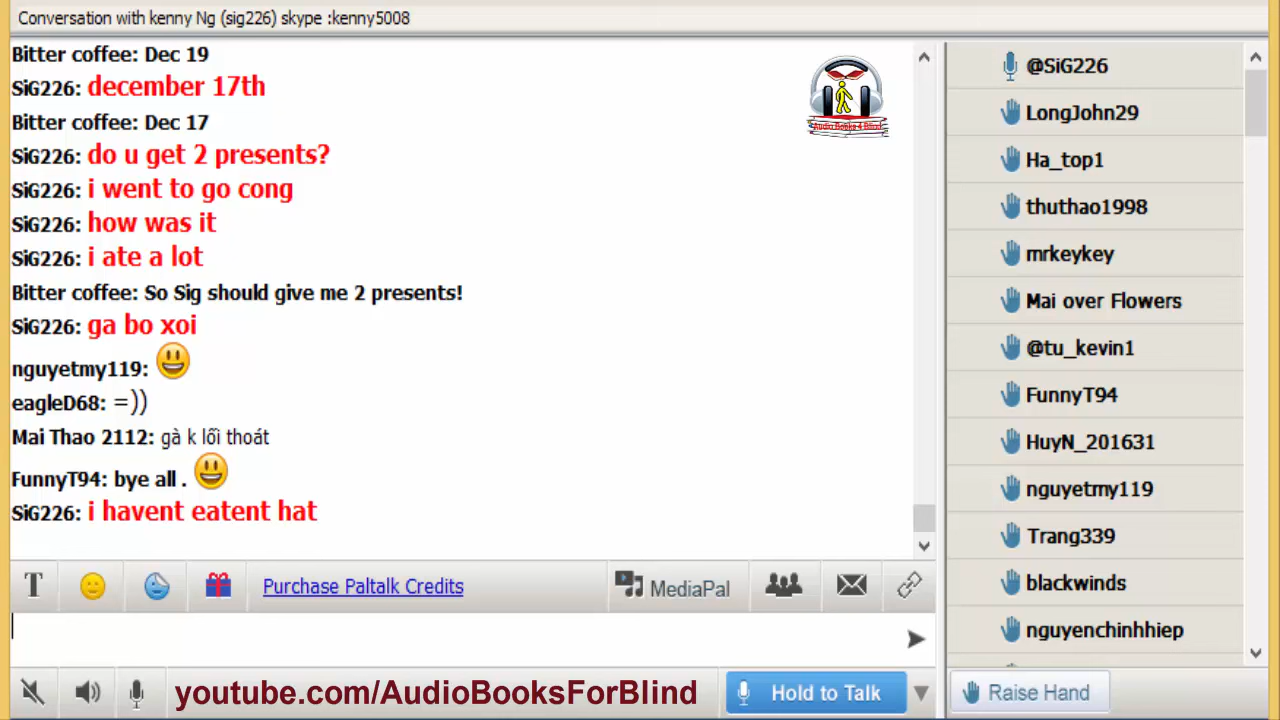 Conversation with kenny Ng (sig226) skype :kenny5008
Bitter coffee: Dec 19
SiG226: december 17th
Bitter coffee: Dec 17
SiG226: do u get 2 presents?
SiG226: i went to go cong
SiG226: how was it
SiG226: i ate a lot
Bitter coffee: So Sig should give me 2 presents!
SiG226: ga bo xoi
nguyetmy119:
eagleD68: =))
Mai Thao 2112: gà k lối thoát
FunnyT94: bye all .
SiG226: i havent eatent hat
Audio Books 4 Blind
@SiG226
LongJohn29
Ha_top1
thuthao1998
mrkeykey
Mai over Flowers
@tu_kevin1
FunnyT94
HuyN_201631
nguyetmy119
Trang339
blackwinds
nguyenchinhhiep
T
Purchase Paltalk Credits
MediaPal
youtube.com/AudioBooksForBlind
Hold to Talk
Raise Hand